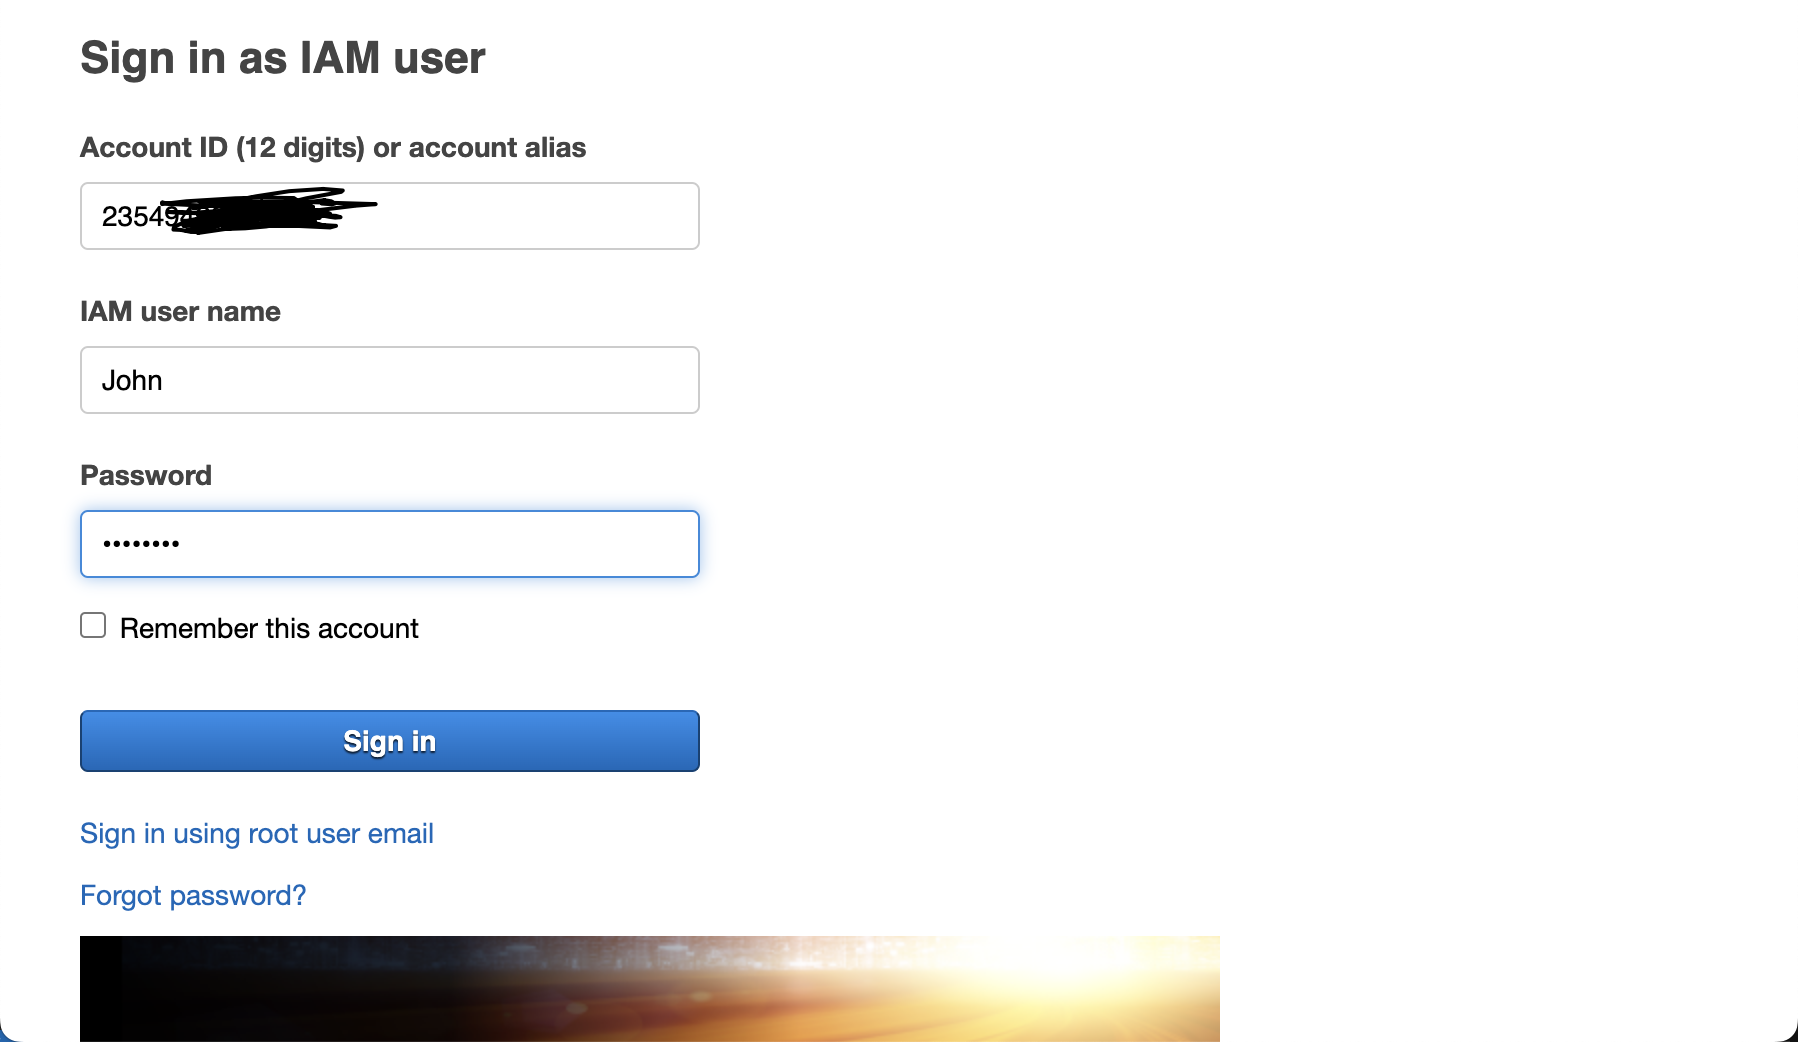 Sign in as IAM user
Account ID (12 digits) or account alias
23549
IAM user name
John
Password
••••••••
Remember this account
Sign in
Sign in using root user email
Forgot password?